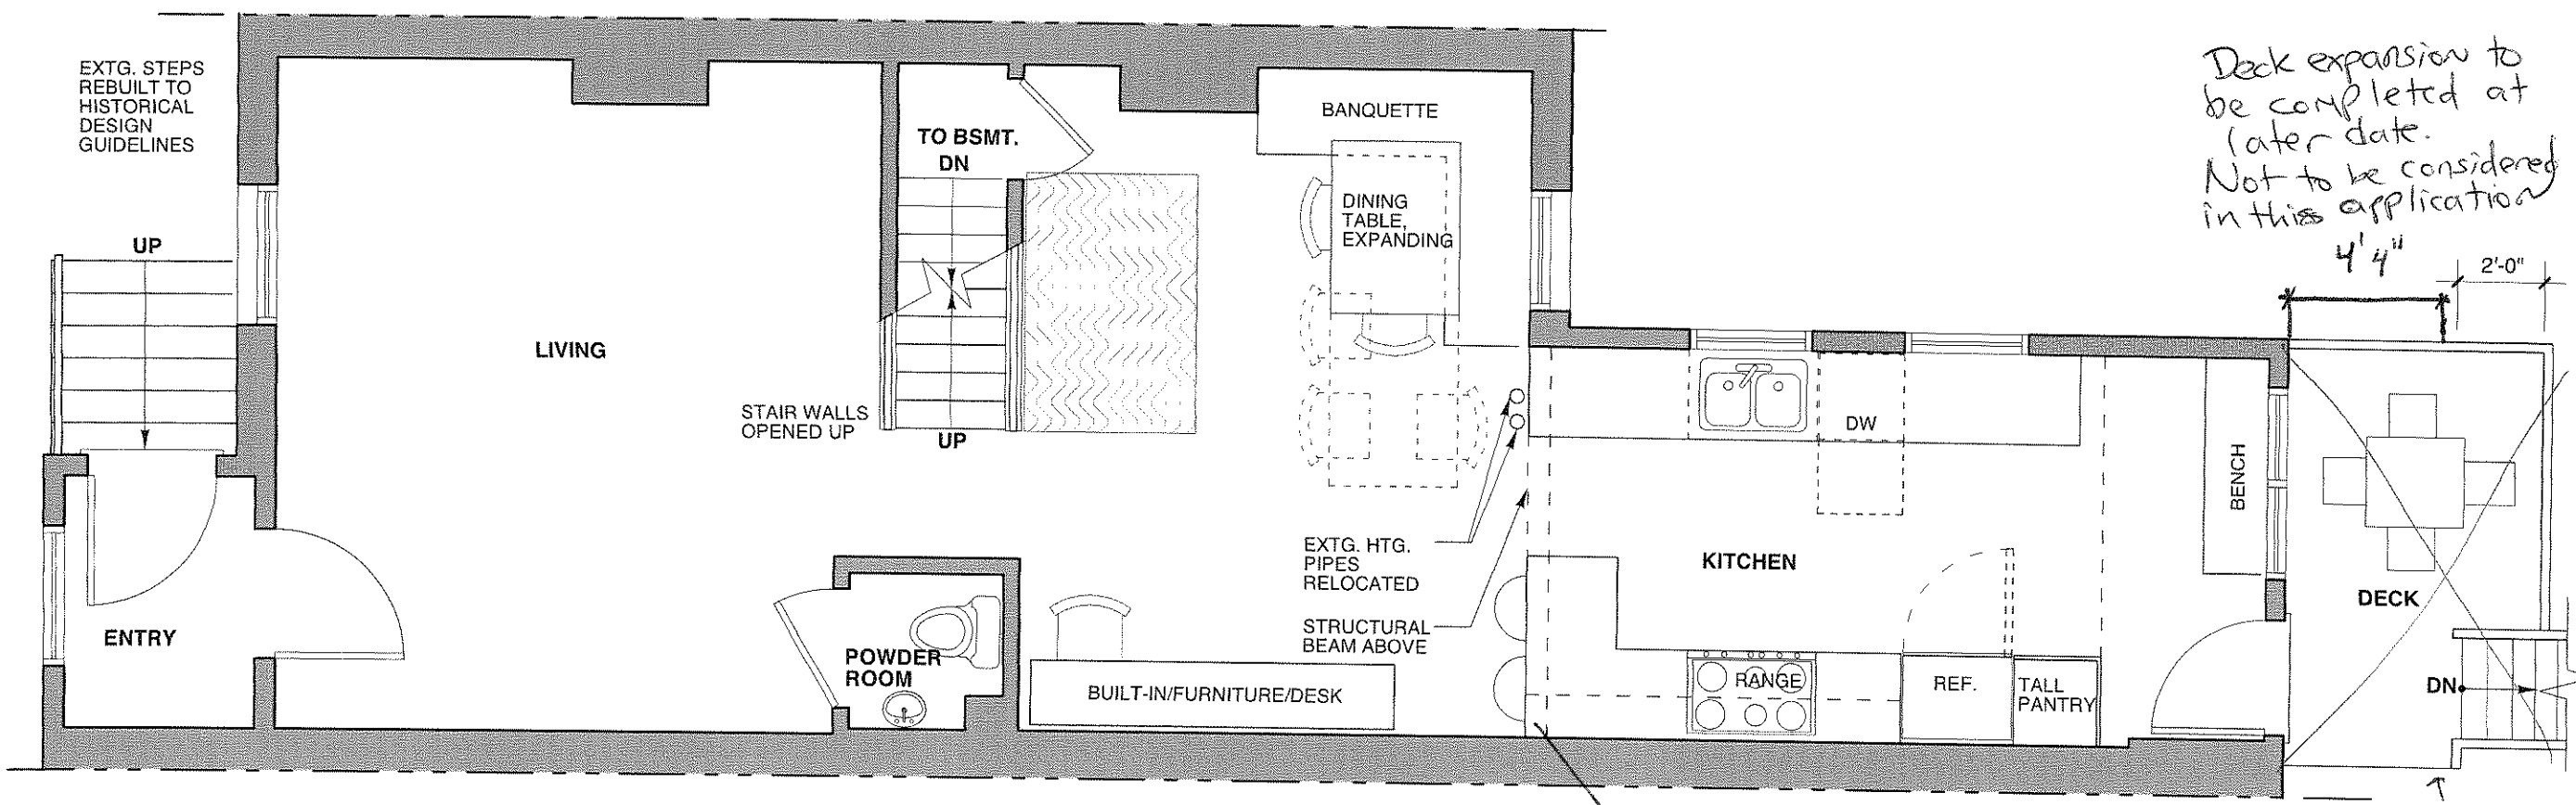 EXTG. STEPS
REBUILT TO
HISTORICAL
DESIGN
GUIDELINES
UP
ENTRY
LIVING
STAIR WALLS
OPENED UP
TO BSMT.
DN
UP
POWDER
ROOM
BUILT-IN/FURNITURE/DESK
BANQUETTE
DINING
TABLE,
EXPANDING
EXTG. HTG.
PIPES
RELOCATED
STRUCTURAL
BEAM ABOVE
DW
KITCHEN
RANGE
REF.
TALL
PANTRY
BENCH
DECK
DN
Deck expansion to
be completed at
later date.
Not to be considered
in this application
4'4"
2'-0"